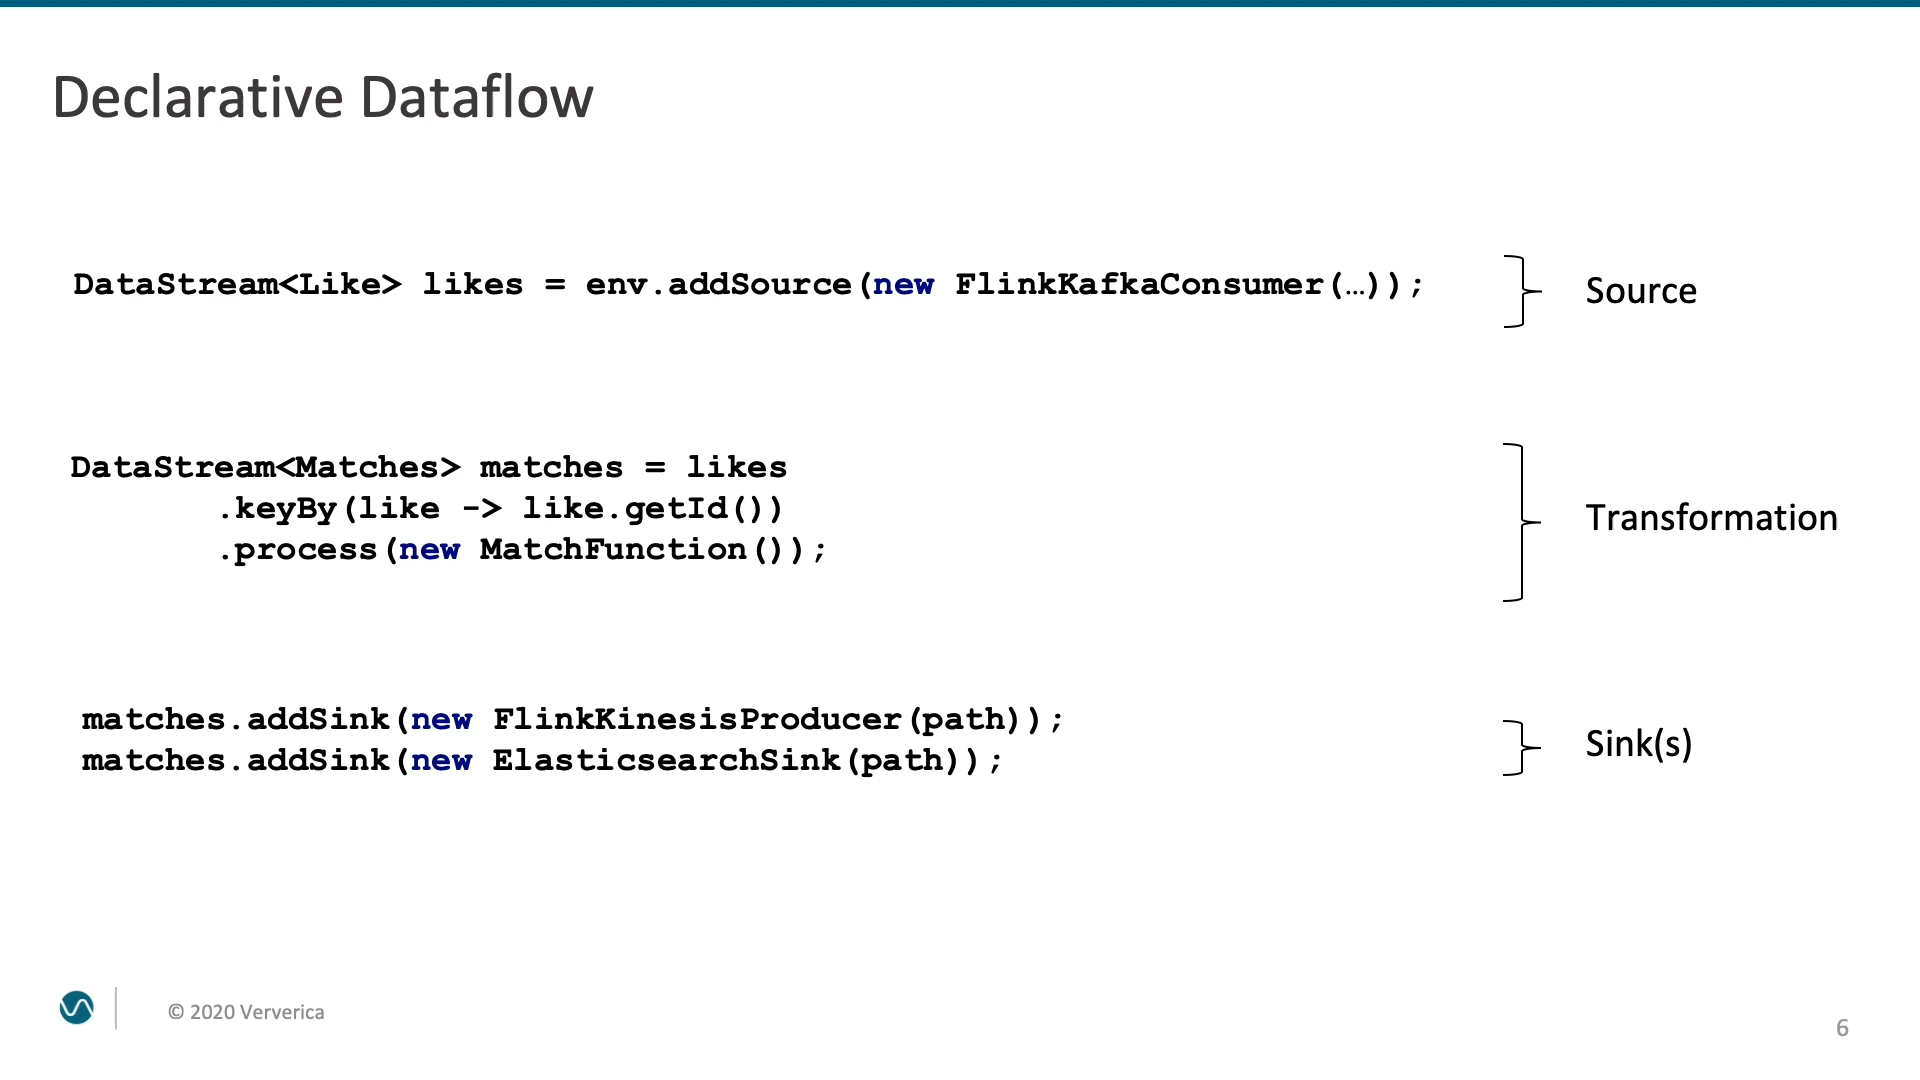 Declarative Dataflow
DataStream<Like> likes = env.addSource(new FlinkKafkaConsumer(…));
Source
DataStream<Matches> matches = likes
.keyBy(like -> like.getId())
.process(new MatchFunction());
Transformation
matches.addSink(new FlinkKinesisProducer(path));
matches.addSink(new ElasticsearchSink(path));
Sink(s)
© 2020 Ververica
6